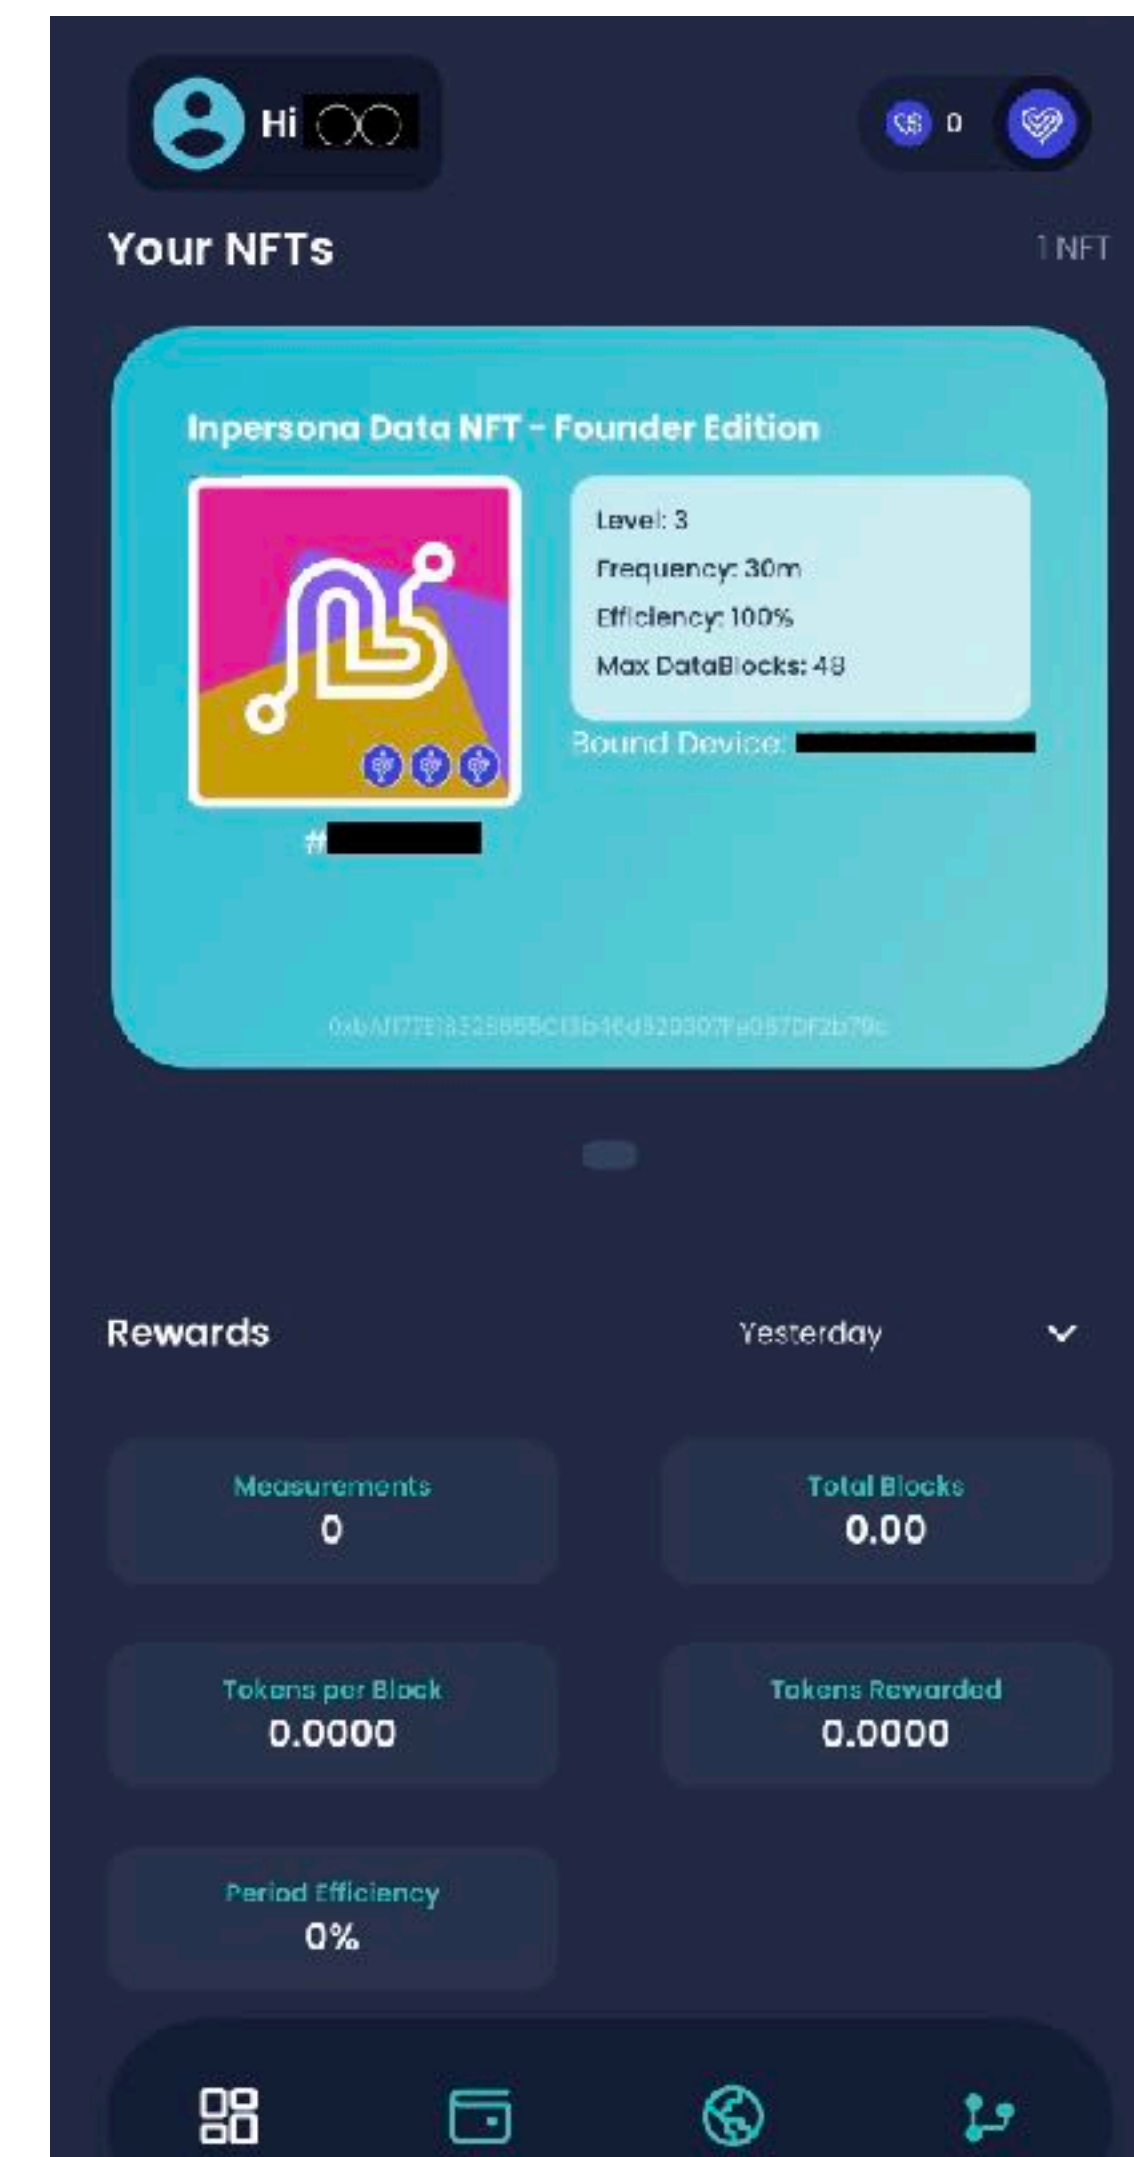 Hi ○○
0
Your NFTs
1 NFT
Inpersona Data NFT - Founder Edition
Level: 3
Frequency: 30m
Efficiency: 100%
Max DataBlocks: 48
Bound Device:
#
Rewards
Yesterday
Measurements
0
Total Blocks
0.00
Tokens per Block
0.0000
Tokens Rewarded
0.0000
Period Efficiency
0%